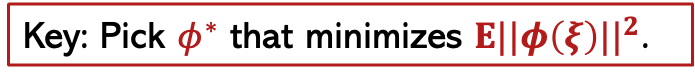 Key: Pick ϕ* that minimizes E||ϕ(ξ)||².